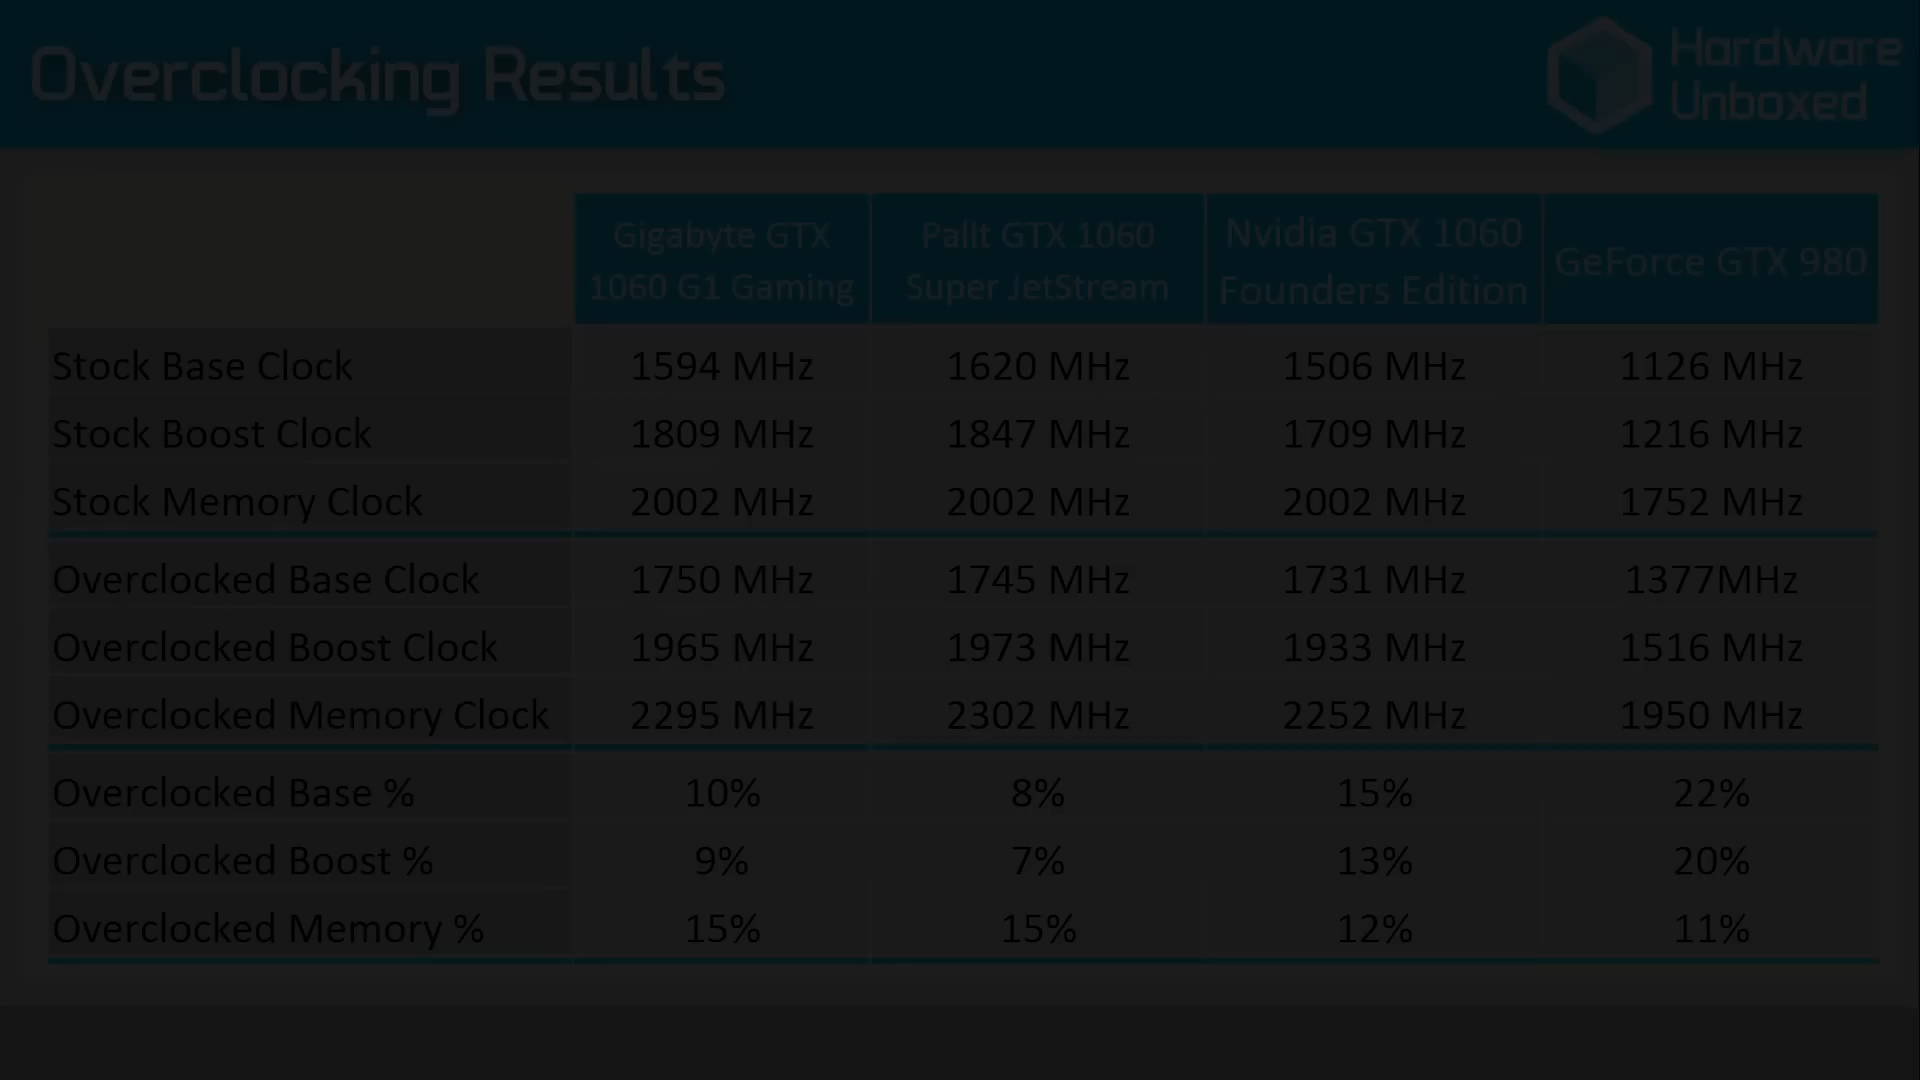 Overclocking Results
Hardware
Unboxed
Gigabyte GTX
1060 G1 Gaming
Palit GTX 1060
Super JetStream
Nvidia GTX 1060
Founders Edition
GeForce GTX 980
Stock Base Clock 1594 MHz 1620 MHz 1506 MHz 1126 MHz
Stock Boost Clock 1809 MHz 1847 MHz 1709 MHz 1216 MHz
Stock Memory Clock 2002 MHz 2002 MHz 2002 MHz 1752 MHz
Overclocked Base Clock 1750 MHz 1745 MHz 1731 MHz 1377MHz
Overclocked Boost Clock 1965 MHz 1973 MHz 1933 MHz 1516 MHz
Overclocked Memory Clock 2295 MHz 2302 MHz 2252 MHz 1950 MHz
Overclocked Base % 10% 8% 15% 22%
Overclocked Boost % 9% 7% 13% 20%
Overclocked Memory % 15% 15% 12% 11%